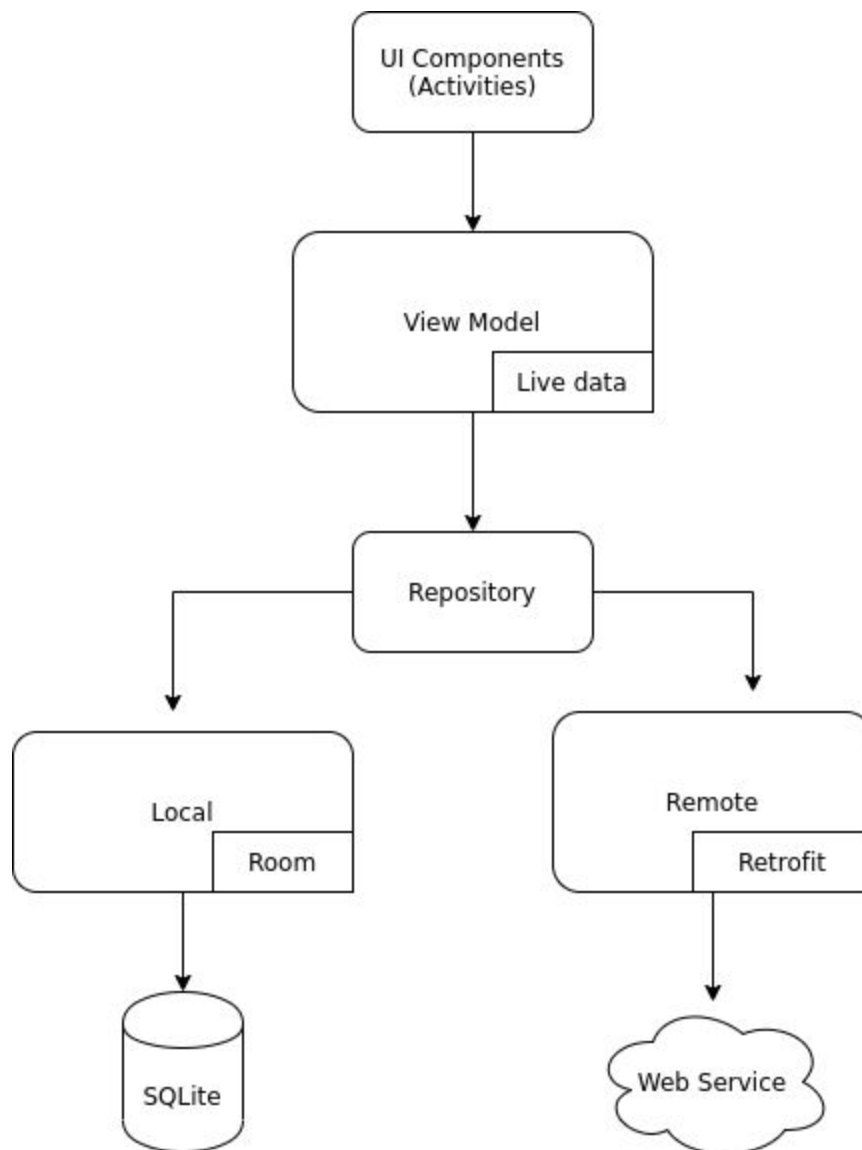 UI Components
(Activities)
View Model
Live data
Repository
Local
Room
Remote
Retrofit
SQLite
Web Service